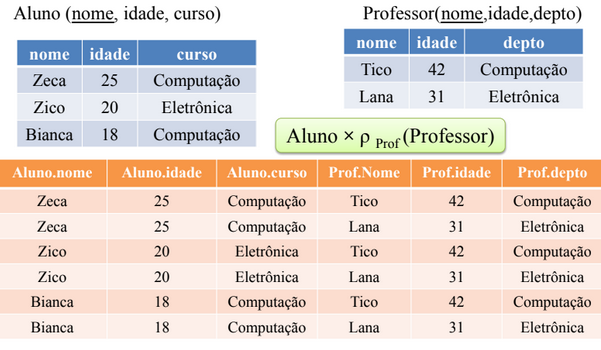 Aluno (nome, idade, curso)
nome idade curso
Zeca 25 Computação
Zico 20 Eletrônica
Bianca 18 Computação
Professor(nome,idade,depto)
nome idade depto
Tico 42 Computação
Lana 31 Eletrônica
Aluno × ρ Prof (Professor)
Aluno.nome Aluno.idade Aluno.curso Prof.Nome Prof.idade Prof.depto
Zeca 25 Computação Tico 42 Computação
Zeca 25 Computação Lana 31 Eletrônica
Zico 20 Eletrônica Tico 42 Computação
Zico 20 Eletrônica Lana 31 Eletrônica
Bianca 18 Computação Tico 42 Computação
Bianca 18 Computação Lana 31 Eletrônica